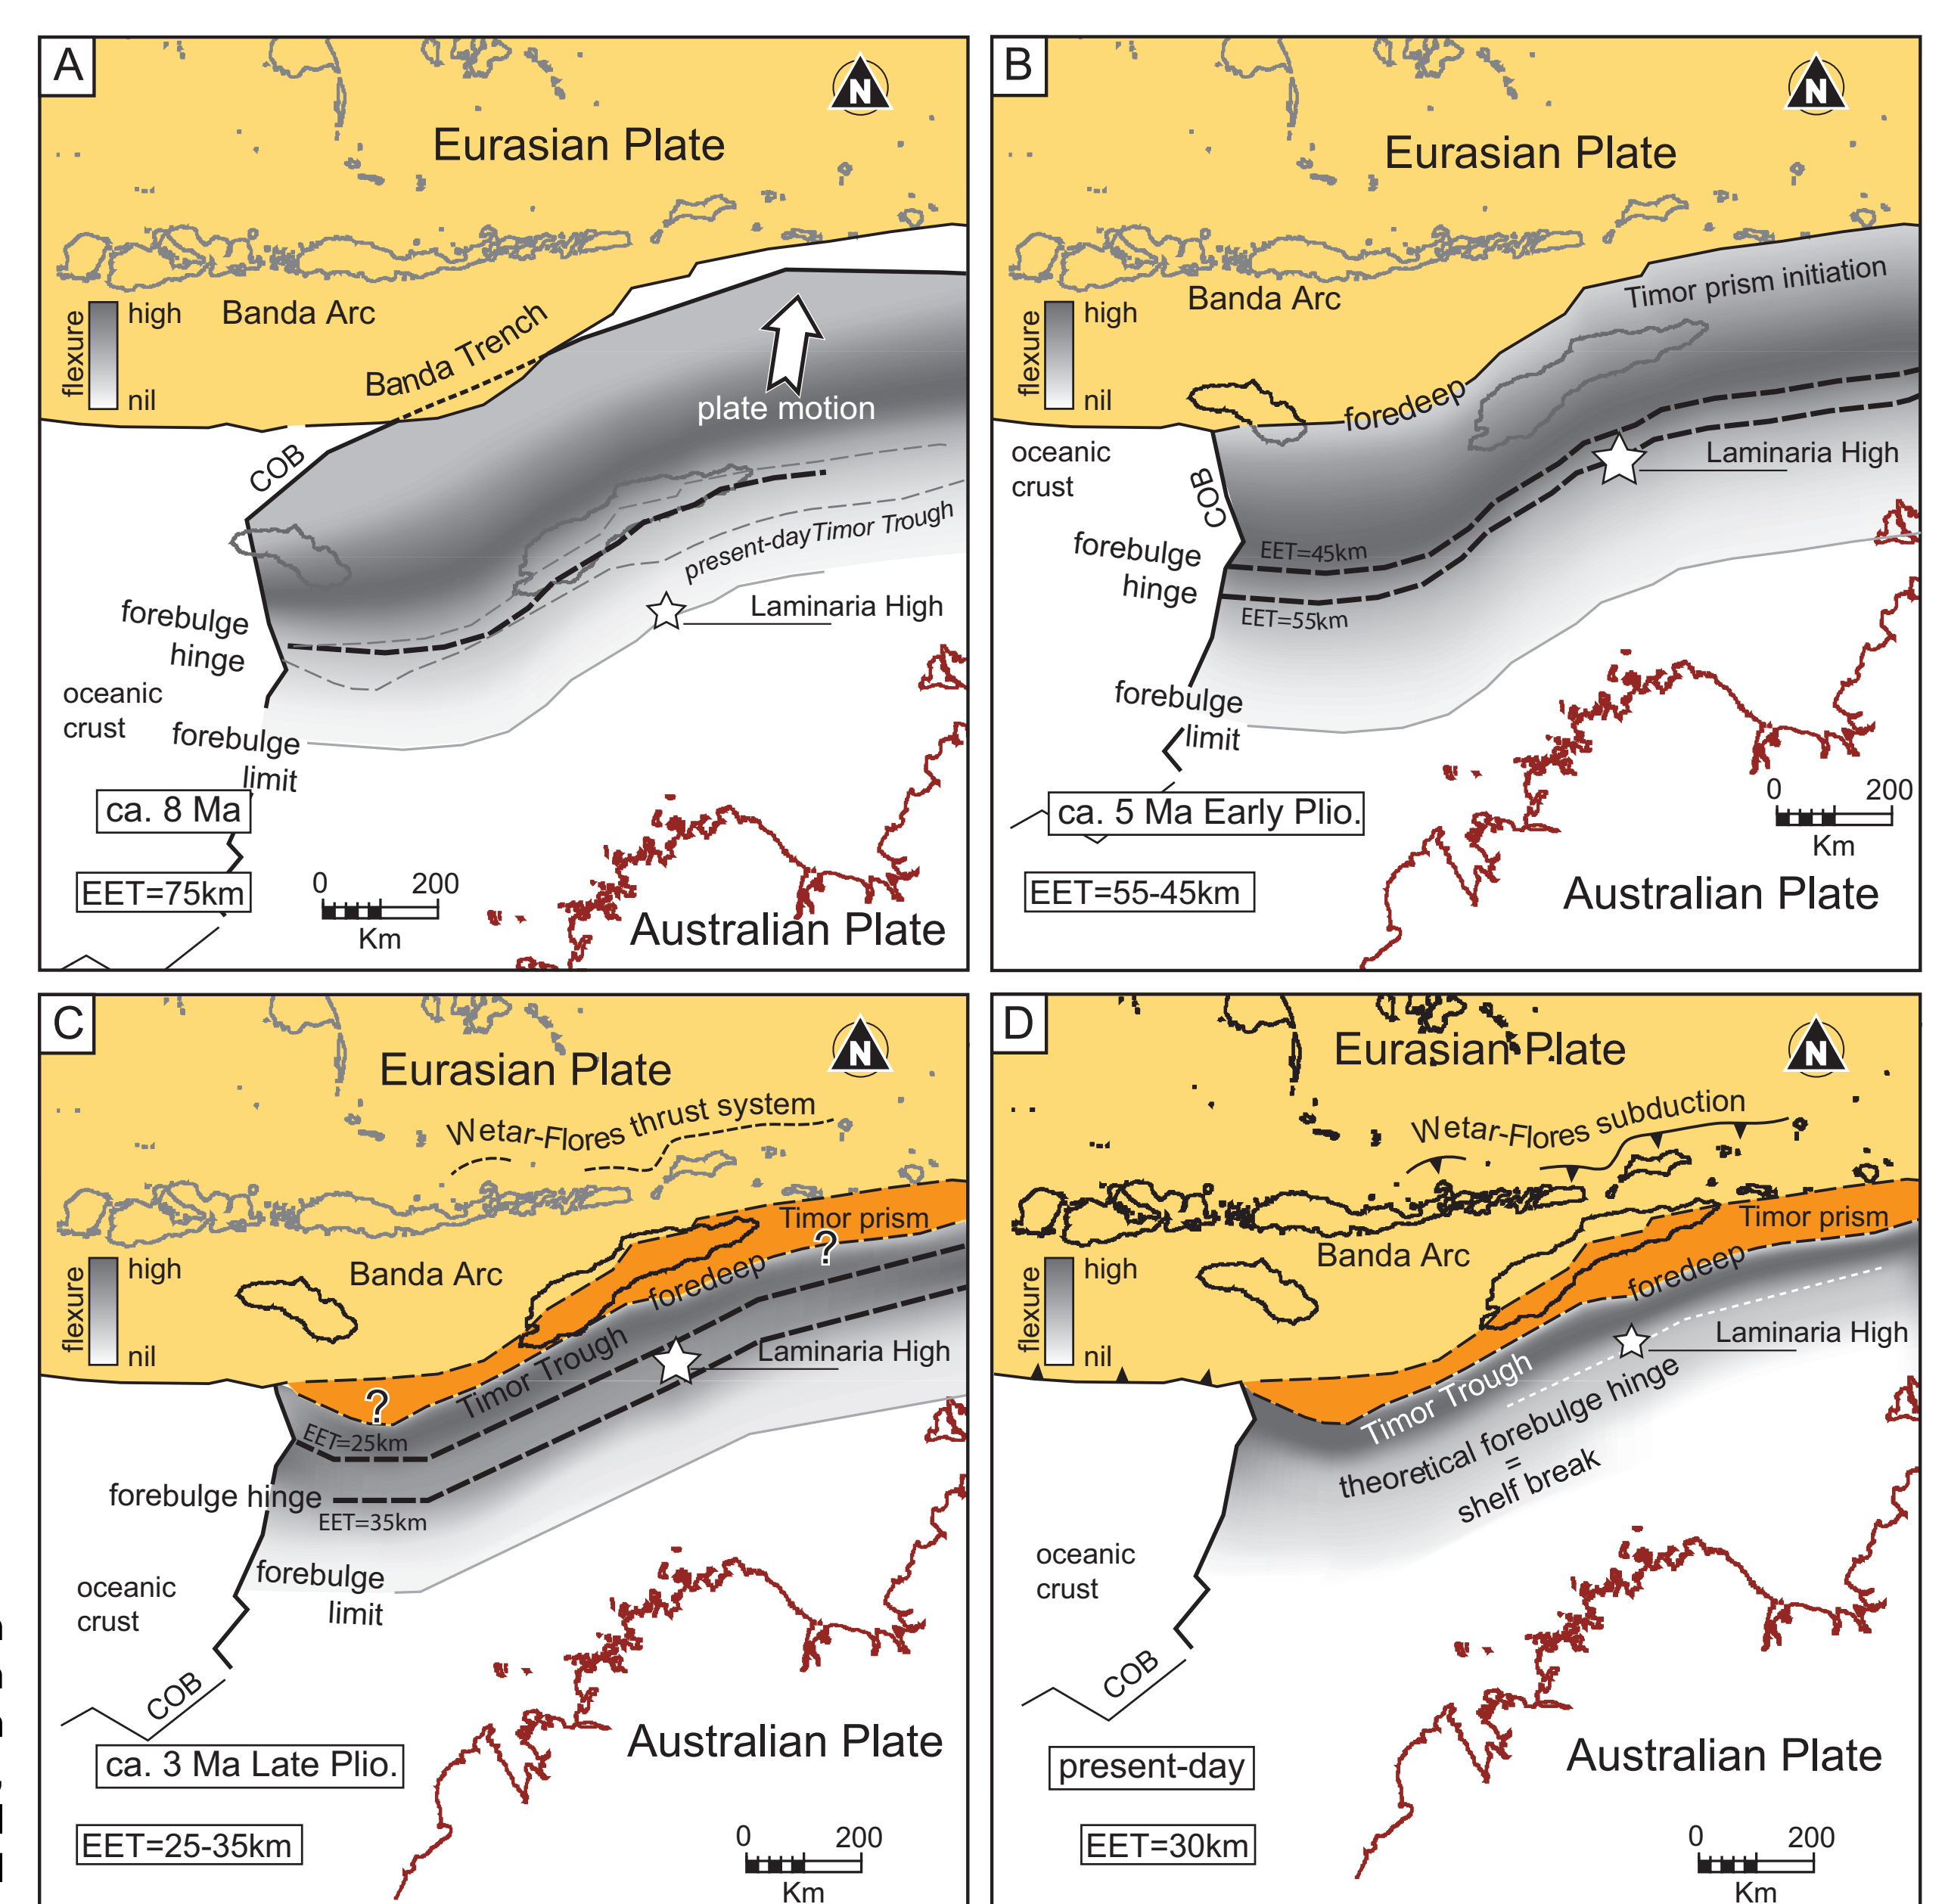 A
N
Eurasian Plate
flexure
high
nil
Banda Arc
Banda Trench
plate motion
COB
present-day Timor Trough
Laminaria High
forebulge
hinge
oceanic
crust
forebulge
limit
ca. 8 Ma
EET=75km
0 200
Km
Australian Plate
B
N
Eurasian Plate
Timor prism initiation
Banda Arc
flexure
high
nil
foredeep
oceanic
crust
COB
Laminaria High
forebulge
hinge
EET=45km
EET=55km
forebulge
limit
ca. 5 Ma Early Plio.
0 200
Km
EET=55-45km
Australian Plate
C
N
Eurasian Plate
Wetar-Flores thrust system
Timor prism
?
flexure
high
nil
Banda Arc
foredeep
Timor Trough
Laminaria High
?
EET=25km
forebulge hinge
EET=35km
forebulge
limit
oceanic
crust
COB
Australian Plate
ca. 3 Ma Late Plio.
EET=25-35km
0 200
Km
D
N
Eurasian Plate
Wetar-Flores subduction
Timor prism
Banda Arc
flexure
high
nil
foredeep
Laminaria High
Timor Trough
theoretical forebulge hinge
=
shelf break
oceanic
crust
COB
Australian Plate
present-day
EET=30km
0 200
Km